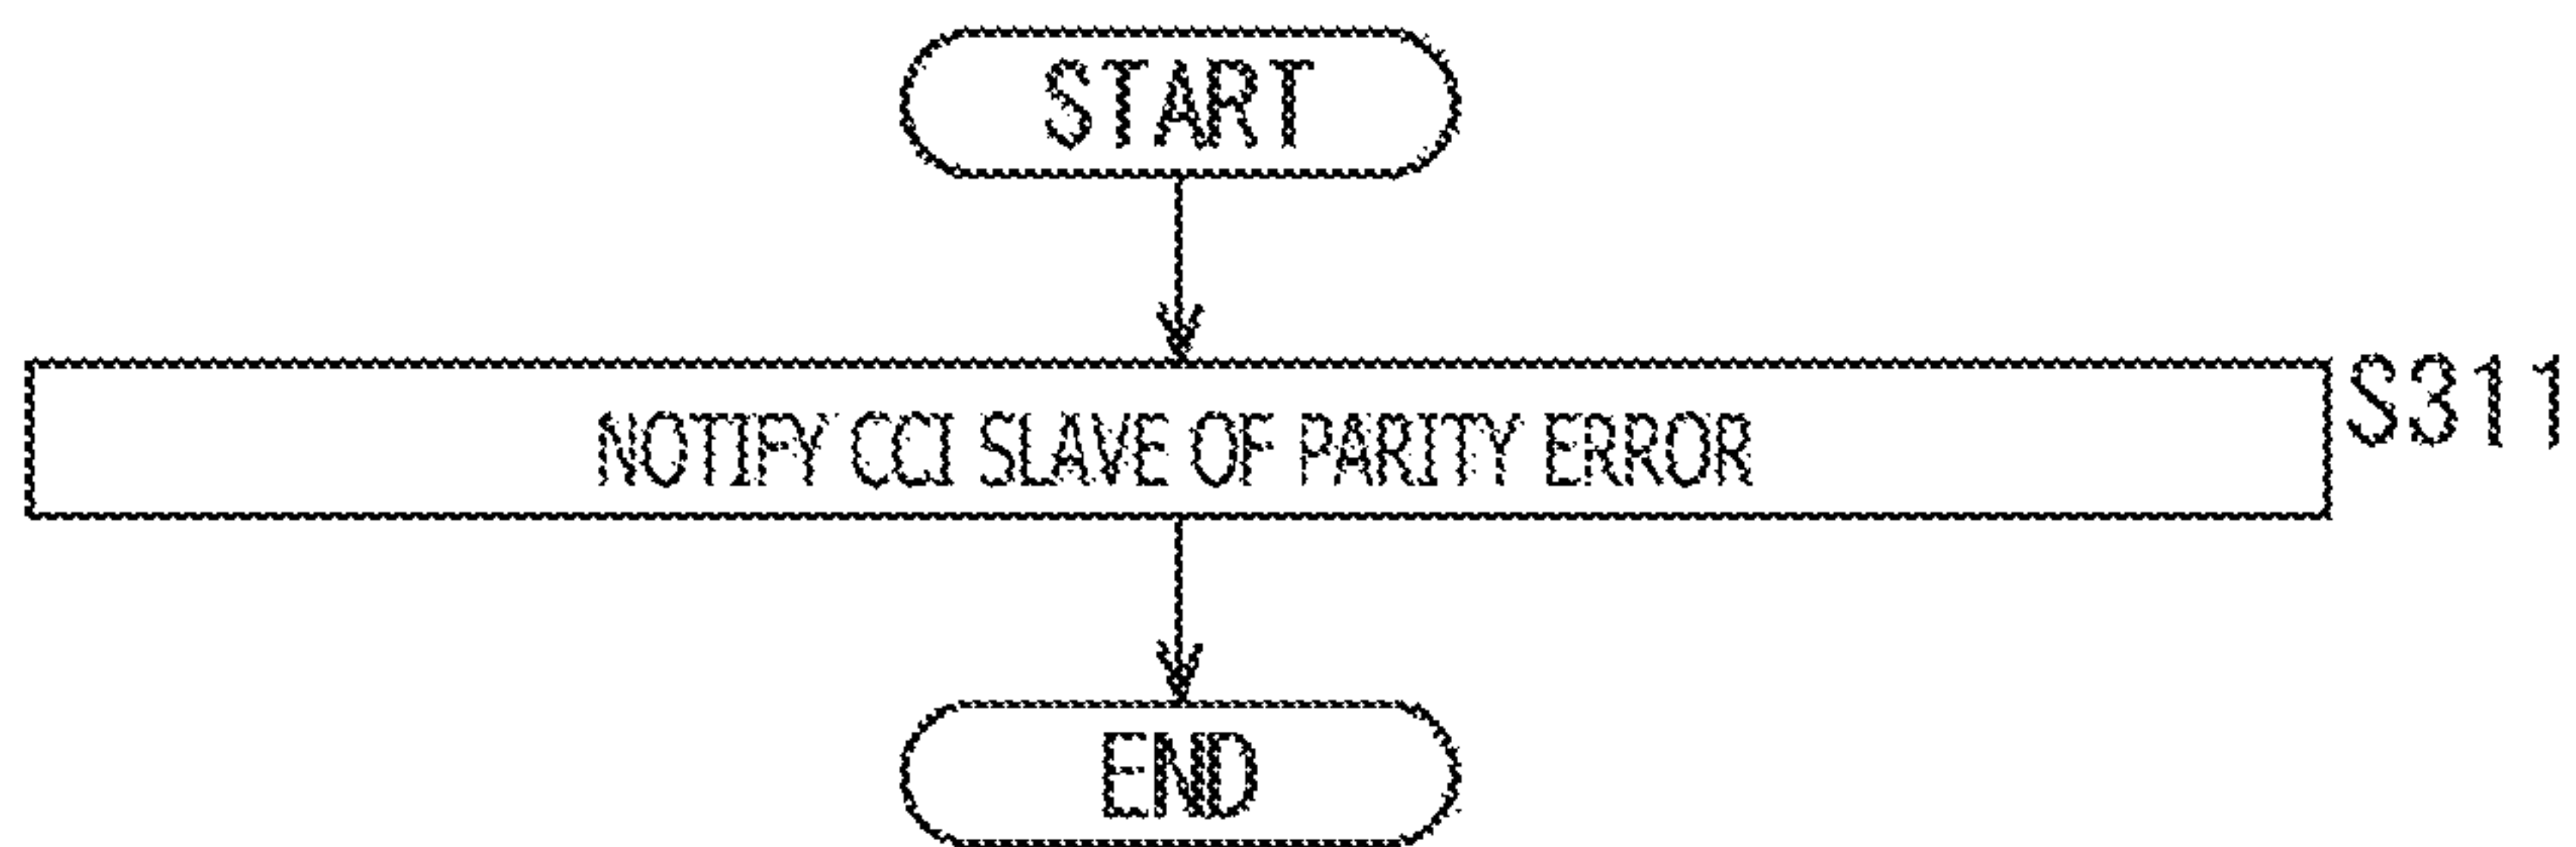 START
NOTIFY CCI SLAVE OF PARITY ERROR
S311
END